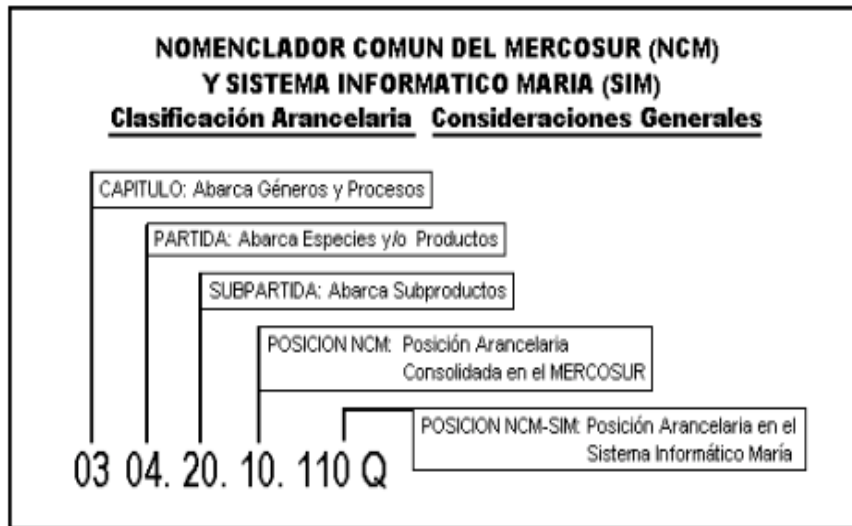 NOMENCLADOR COMUN DEL MERCOSUR (NCM)
Y SISTEMA INFORMATICO MARIA (SIM)
Clasificación Arancelaria Consideraciones Generales
CAPITULO: Abarca Géneros y Procesos
PARTIDA: Abarca Especies y/o Productos
SUBPARTIDA: Abarca Subproductos
POSICION NCM: Posición Arancelaria
Consolidada en el MERCOSUR
POSICION NCM-SIM: Posición Arancelaria en el
Sistema Informático María
03 04. 20. 10. 110 Q